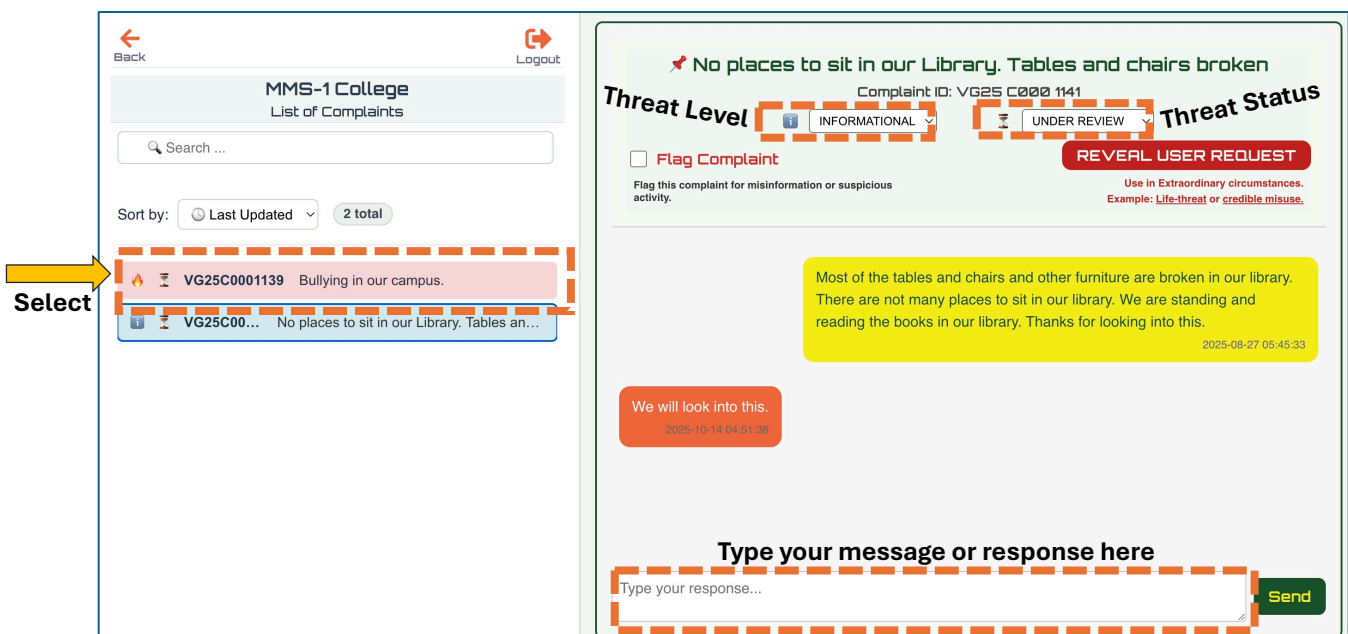 Back
Logout
MMS-1 College
List of Complaints
Search ...
Sort by:
Last Updated
2 total
Select
VG25C0001139 Bullying in our campus.
VG25C00... No places to sit in our Library. Tables an...
No places to sit in our Library. Tables and chairs broken
Complaint ID: VG25 C000 1141
Threat Level
INFORMATIONAL
UNDER REVIEW
Threat Status
Flag Complaint
Flag this complaint for misinformation or suspicious
activity.
REVEAL USER REQUEST
Use in Extraordinary circumstances.
Example: Life-threat or credible misuse.
Most of the tables and chairs and other furniture are broken in our library.
There are not many places to sit in our library. We are standing and
reading the books in our library. Thanks for looking into this.
2025-08-27 05:45:33
We will look into this.
2025-10-14 04:51:38
Type your message or response here
Type your response...
Send